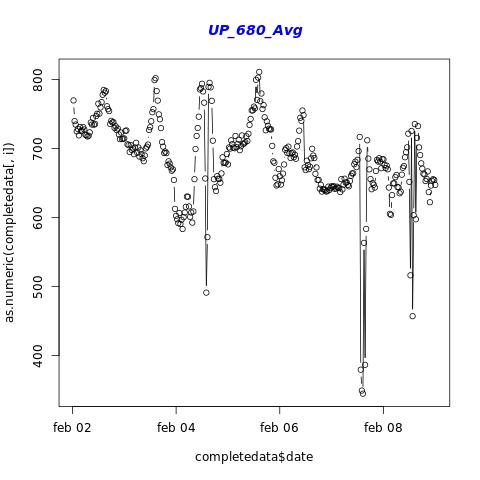 UP_680_Avg
800
700
600
500
400
as.numeric(completedata[, i])
feb 02 feb 04 feb 06 feb 08
completedata$date